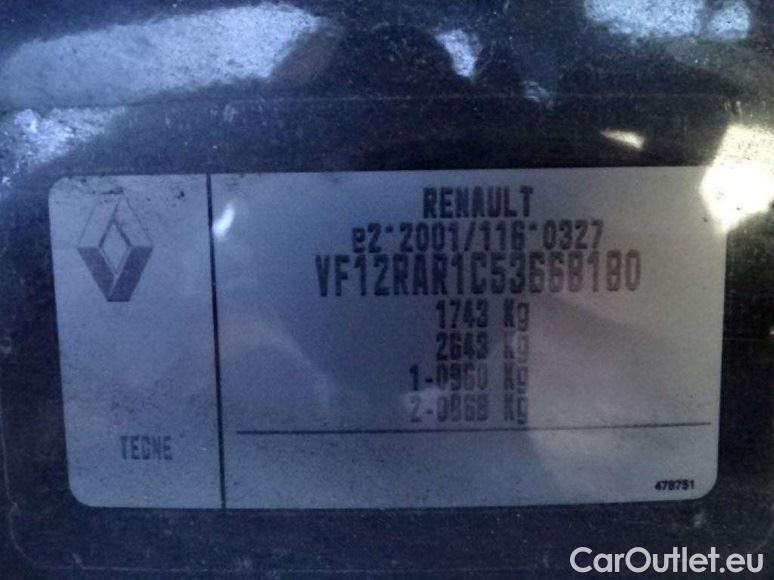 RENAULT
e2*2001/116*0327
VF12RAR1C53668180
1743 Kg
2643 Kg
1-0960 Kg
2-0868 Kg
TECNE
478751
CarOutlet.eu